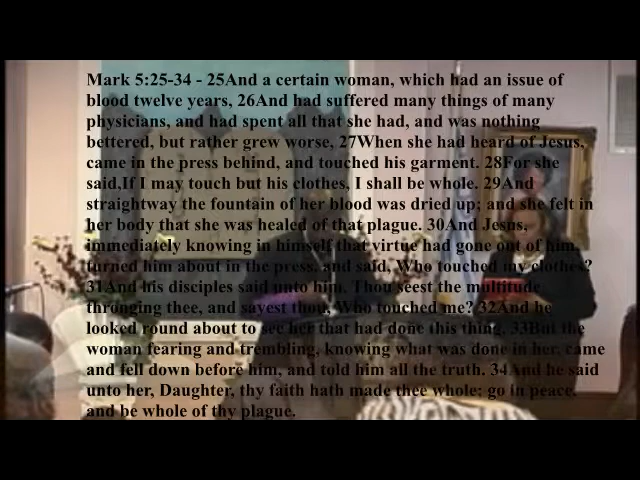 Mark 5:25-34 - 25And a certain woman, which had an issue of
blood twelve years, 26And had suffered many things of many
physicians, and had spent all that she had, and was nothing
bettered, but rather grew worse, 27When she had heard of Jesus,
came in the press behind, and touched his garment. 28For she
said,If I may touch but his clothes, I shall be whole. 29And
straightway the fountain of her blood was dried up; and she felt in
her body that she was healed of that plague. 30And Jesus,
immediately knowing in himself that virtue had gone out of him,
turned him about in the press, and said, Who touched my clothes?
31And his disciples said unto him, Thou seest the multitude
thronging thee, and sayest thou, Who touched me? 32And he
looked round about to see her that had done this thing. 33But the
woman fearing and trembling, knowing what was done in her, came
and fell down before him, and told him all the truth. 34And he said
unto her, Daughter, thy faith hath made thee whole; go in peace,
and be whole of thy plague.